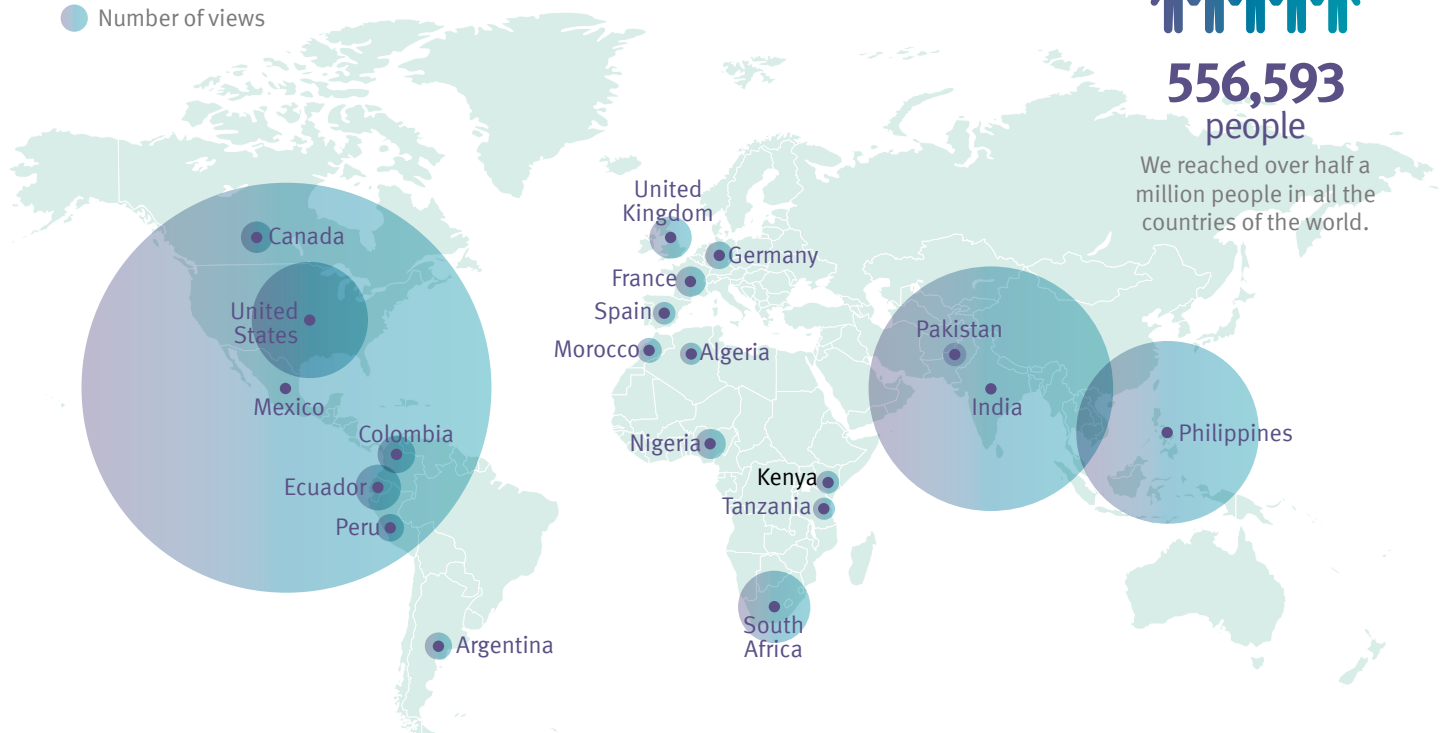 Number of views
556,593
people
We reached over half a
million people in all the
countries of the world.
United
Kingdom
Canada
Germany
France
United
States
Spain
Pakistan
Morocco
Algeria
Mexico
India
Colombia
Philippines
Nigeria
Kenya
Ecuador
Tanzania
Peru
South
Africa
Argentina